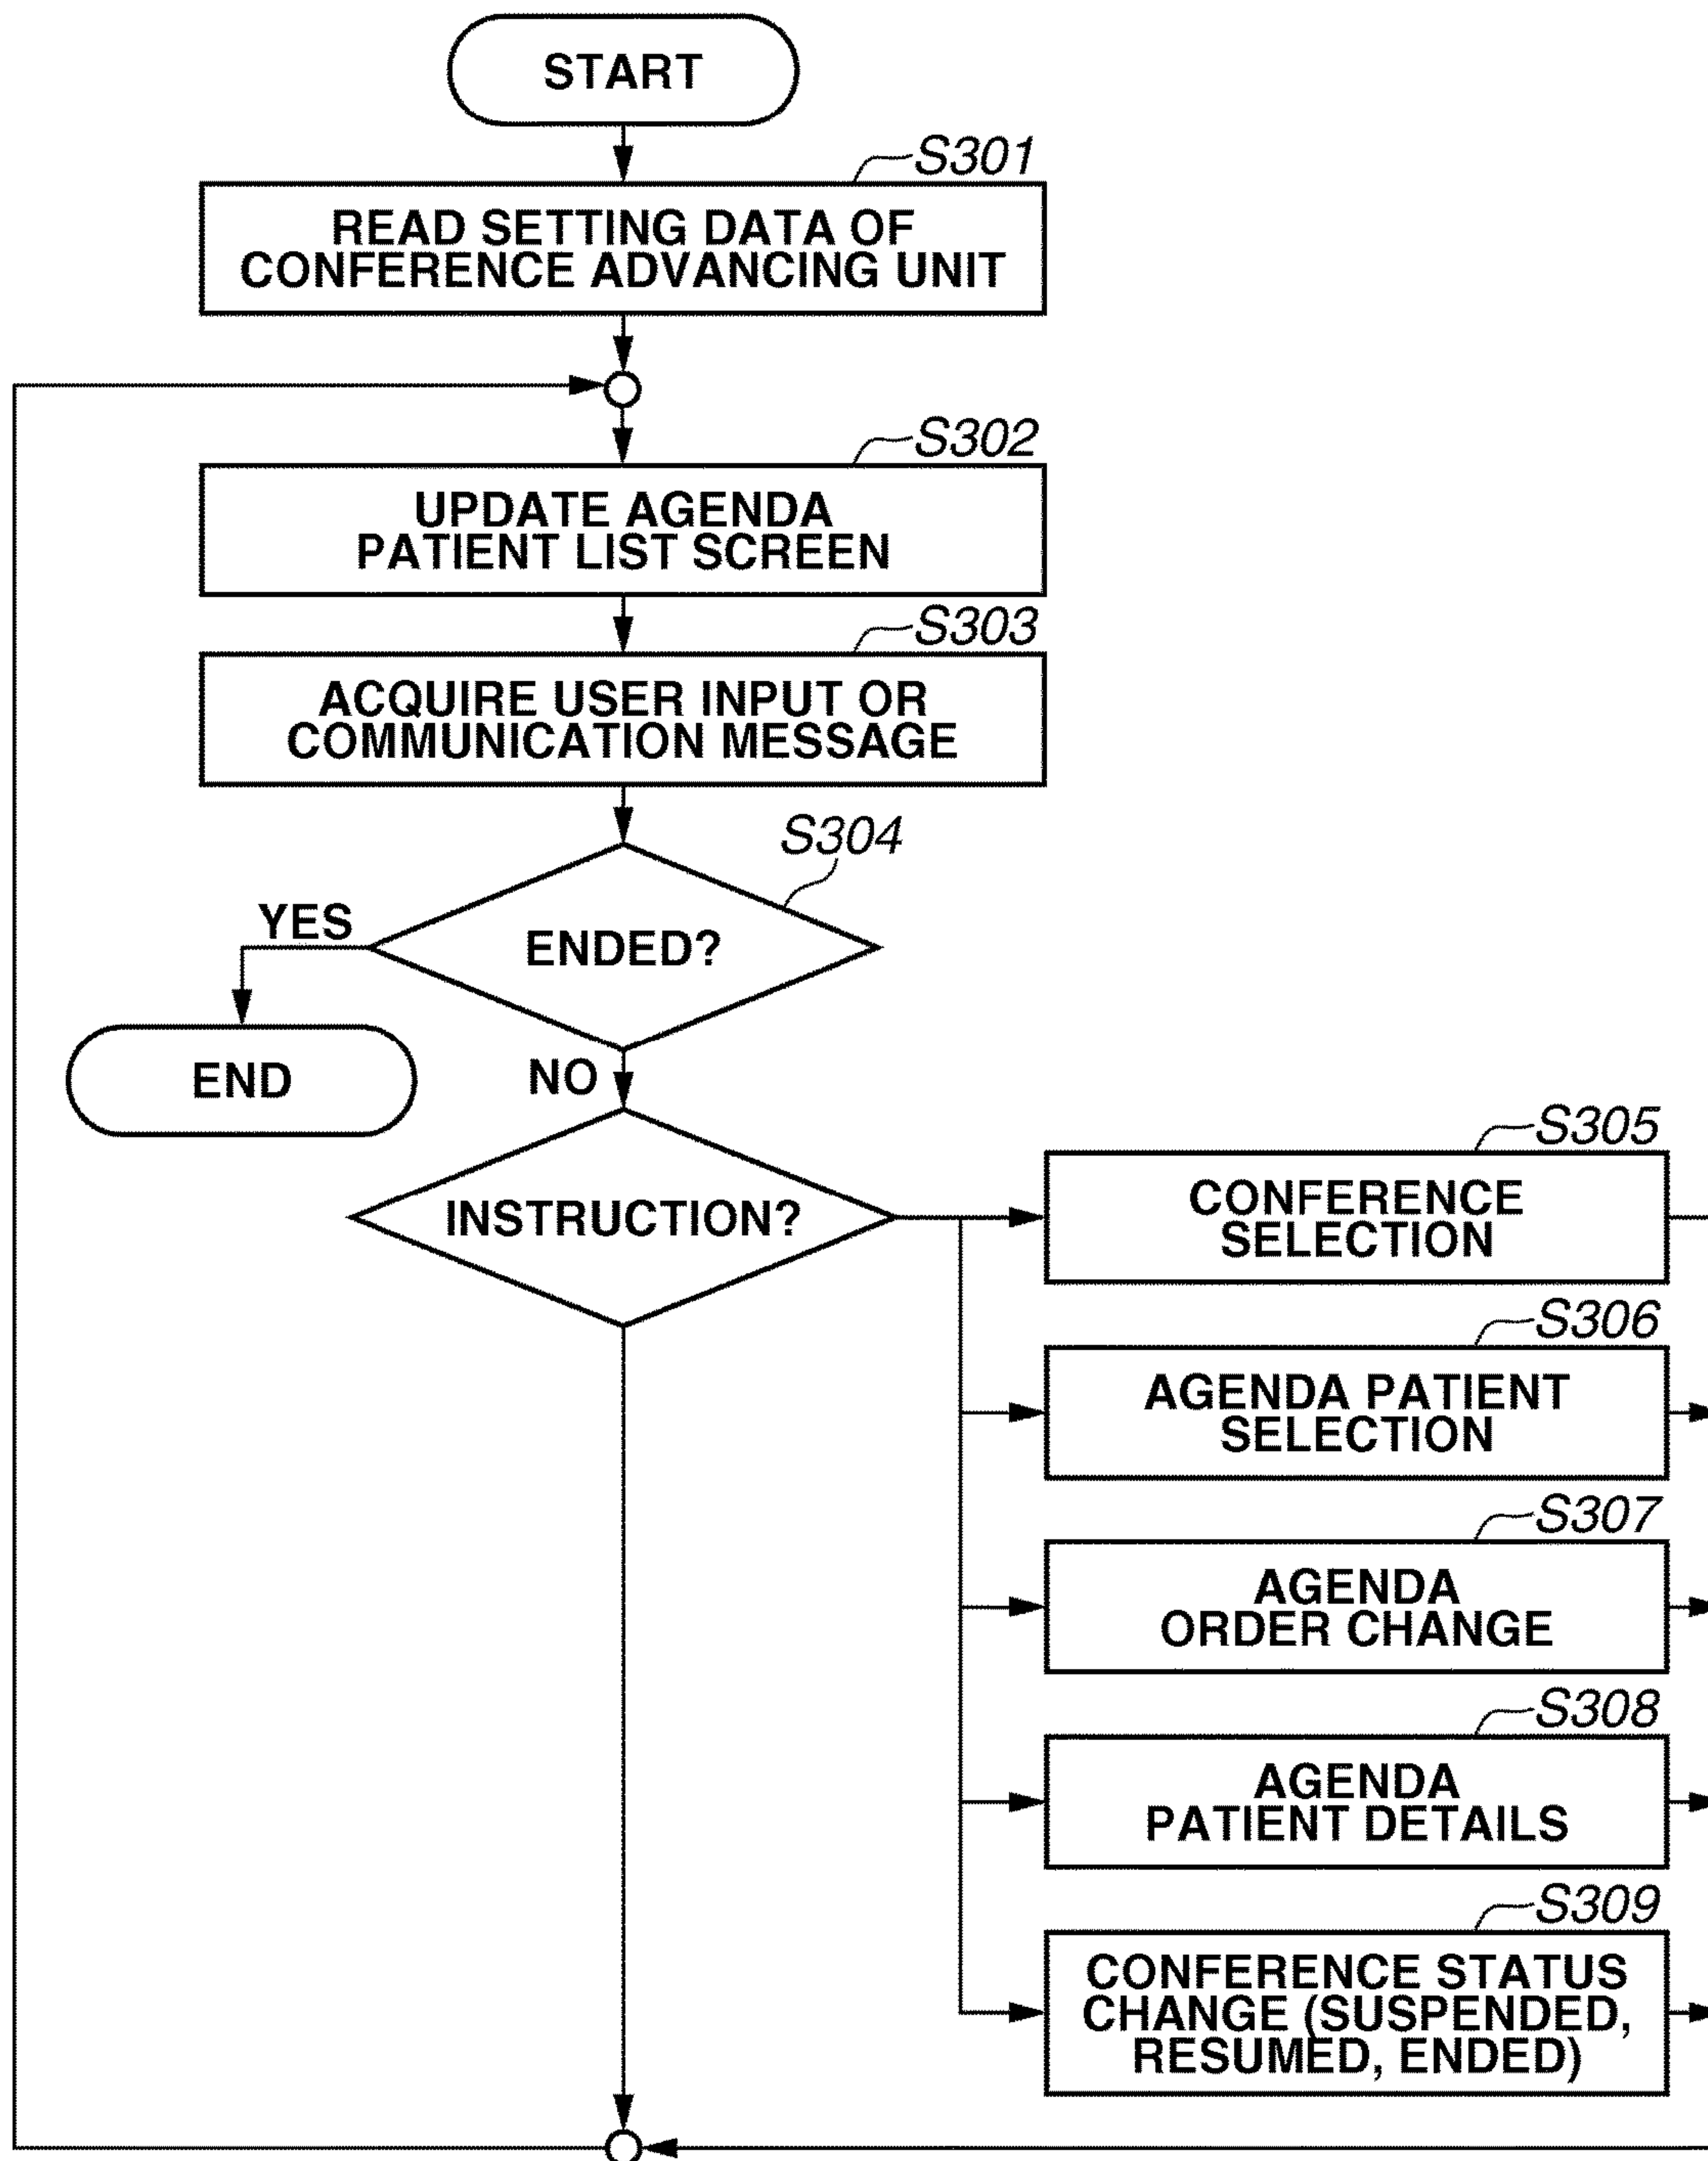 START
S301
READ SETTING DATA OF
CONFERENCE ADVANCING UNIT
S302
UPDATE AGENDA
PATIENT LIST SCREEN
S303
ACQUIRE USER INPUT OR
COMMUNICATION MESSAGE
S304
YES
ENDED?
END
NO
INSTRUCTION?
S305
CONFERENCE
SELECTION
S306
AGENDA PATIENT
SELECTION
S307
AGENDA
ORDER CHANGE
S308
AGENDA
PATIENT DETAILS
S309
CONFERENCE STATUS
CHANGE (SUSPENDED,
RESUMED, ENDED)